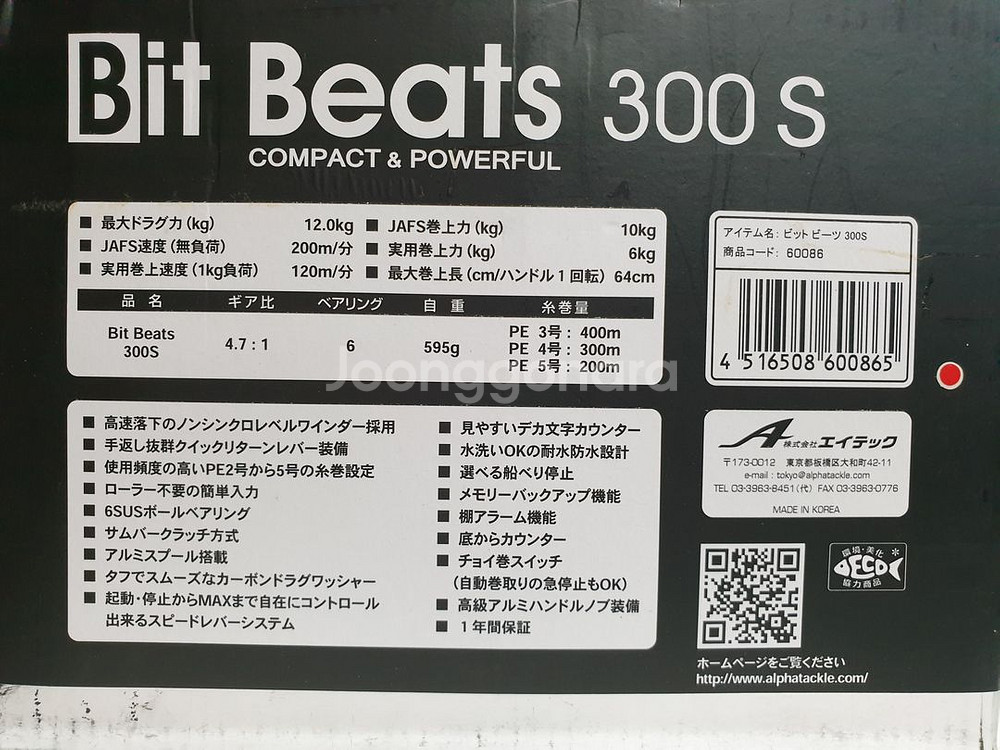 Bit Beats 300 S
COMPACT & POWERFUL
■ 最大ドラグ力(kg) 12.0kg ■ JAFS巻上力(kg) 10kg
■ JAFS速度(無負荷) 200m/分 ■ 実用巻上力(kg) 6kg
■ 実用巻上速度(1kg負荷) 120m/分 ■ 最大巻上長(cm/ハンドル1回転) 64cm
品名 ギア比 ベアリング 自重 糸巻量
Bit Beats
300S
4.7:1 6 595g
PE 3号: 400m
PE 4号: 300m
PE 5号: 200m
アイテム名: ビットビーツ 300S
商品コード: 60086
4 516508 600865
Joonggonara
■ 高速落下のノンシンクロレベルワインダー採用
■ 手返し抜群クイックリターンレバー装備
■ 使用頻度の高いPE2号から5号の糸巻設定
■ ローラー不要の簡単入力
■ 6SUSボールベアリング
■ サムバークラッチ方式
■ アルミスプール搭載
■ タフでスムーズなカーボンドラグワッシャー
■ 起動・停止からMAXまで自在にコントロール
出来るスピードレバーシステム
■ 見やすいデカ文字カウンター
■ 水洗いOKの耐水防水設計
■ 選べる船べり停止
■ メモリーバックアップ機能
■ 棚アラーム機能
■ 底からカウンター
■ チョイ巻スイッチ
(自動巻取りの急停止もOK)
■ 高級アルミハンドルノブ装備
■ 1年間保証
株式会社エイテック
〒173-0012 東京都板橋区大和町42-11
e-mail : tokyo@alphatackle.com
TEL 03-3963-8451(代) FAX 03-3963-0776
MADE IN KOREA
環境・美化
ECO
協力商品
ホームページをご覧ください
http://www.alphatackle.com/